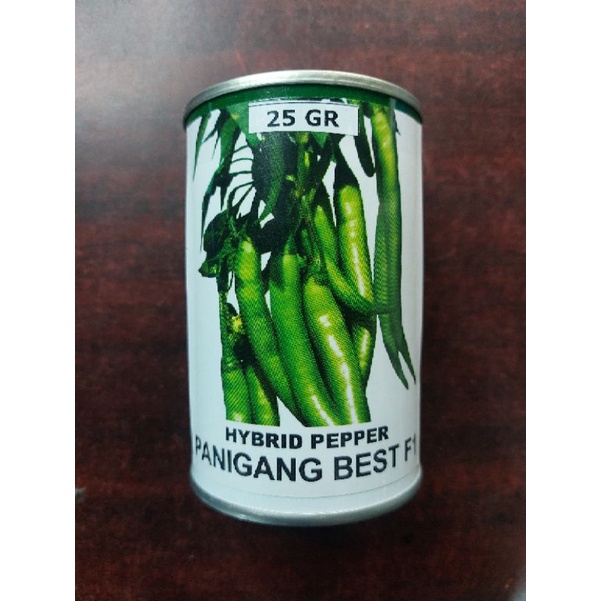 25 GR
HYBRID PEPPER
PANIGANG BEST F1